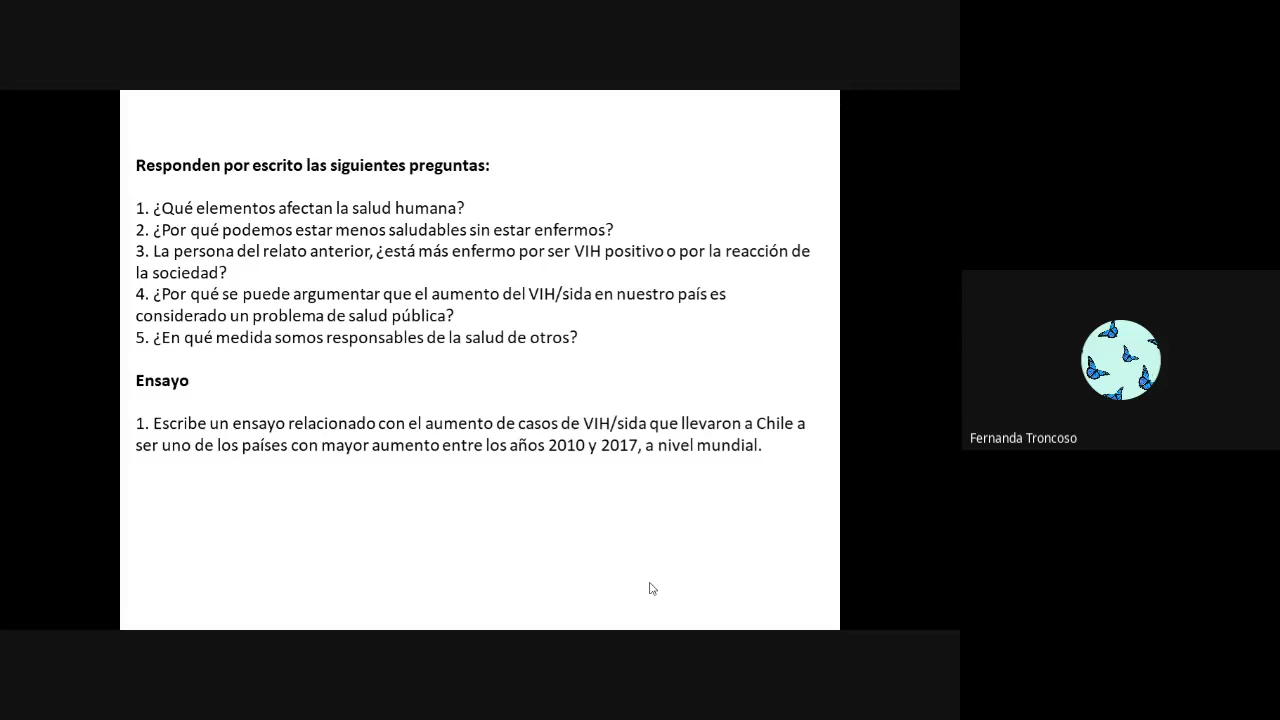 Responden por escrito las siguientes preguntas:
1. ¿Qué elementos afectan la salud humana?
2. ¿Por qué podemos estar menos saludables sin estar enfermos?
3. La persona del relato anterior, ¿está más enfermo por ser VIH positivo o por la reacción de
la sociedad?
4. ¿Por qué se puede argumentar que el aumento del VIH/sida en nuestro país es
considerado un problema de salud pública?
5. ¿En qué medida somos responsables de la salud de otros?
Ensayo
1. Escribe un ensayo relacionado con el aumento de casos de VIH/sida que llevaron a Chile a
ser uno de los países con mayor aumento entre los años 2010 y 2017, a nivel mundial.
Fernanda Troncoso